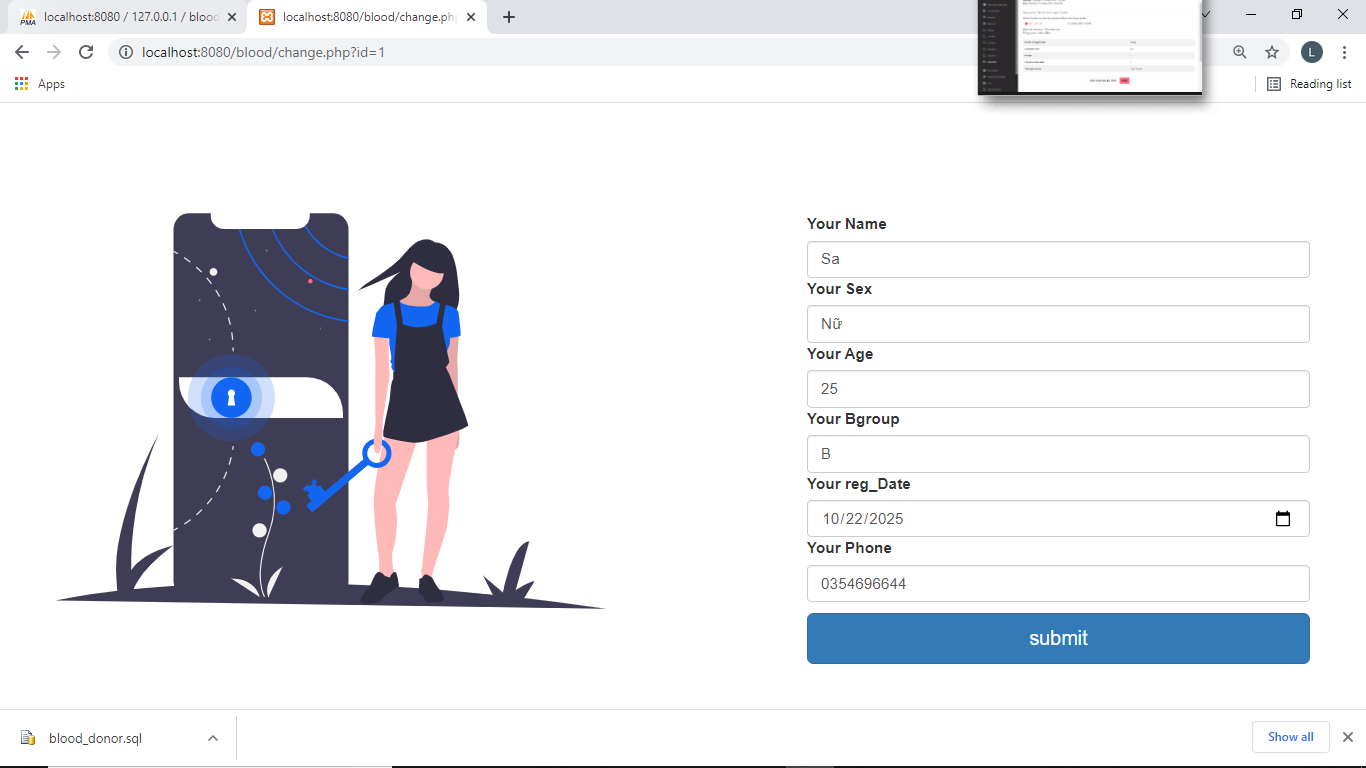 PMA
localhost:8080 / 127.0.0.1 / bloo
localhost:8080/blood/change.php
localhost:8080/blood/change.php?id=1
L
Apps
Reading list
Your Name
Sa
Your Sex
Nữ
Your Age
25
Your Bgroup
B
Your reg_Date
10/22/2025
Your Phone
0354696644
submit
blood_donor.sql
Show all